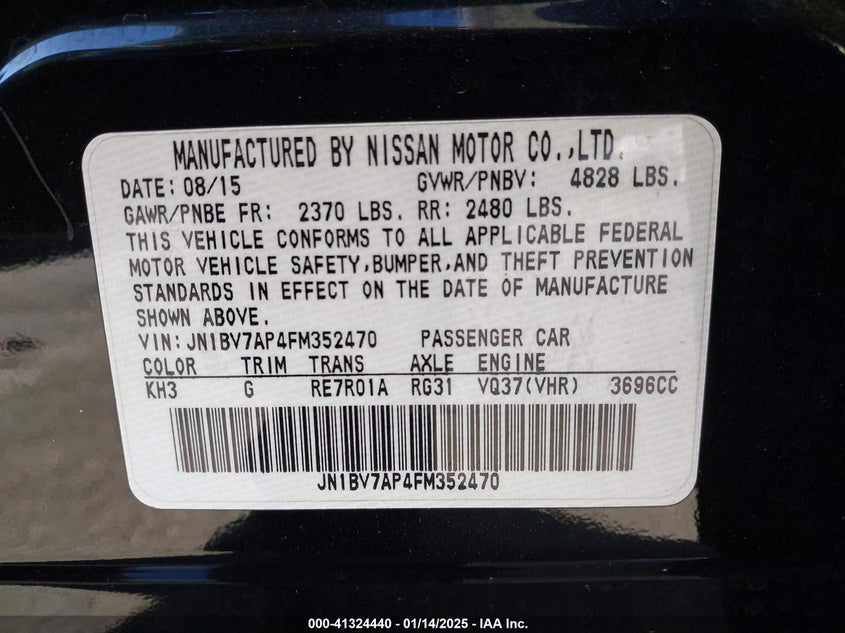 MANUFACTURED BY NISSAN MOTOR CO.,LTD.
DATE: 08/15 GVWR/PNBV: 4828 LBS.
GAWR/PNBE FR: 2370 LBS. RR: 2480 LBS.
THIS VEHICLE CONFORMS TO ALL APPLICABLE FEDERAL
MOTOR VEHICLE SAFETY,BUMPER,AND THEFT PREVENTION
STANDARDS IN EFFECT ON THE DATE OF MANUFACTURE
SHOWN ABOVE.
VIN: JN1BV7AP4FM352470 PASSENGER CAR
COLOR TRIM TRANS AXLE ENGINE
KH3 G RE7R01A RG31 VQ37(VHR) 3696CC
JN1BV7AP4FM352470
000-41324440 - 01/14/2025 - IAA Inc.